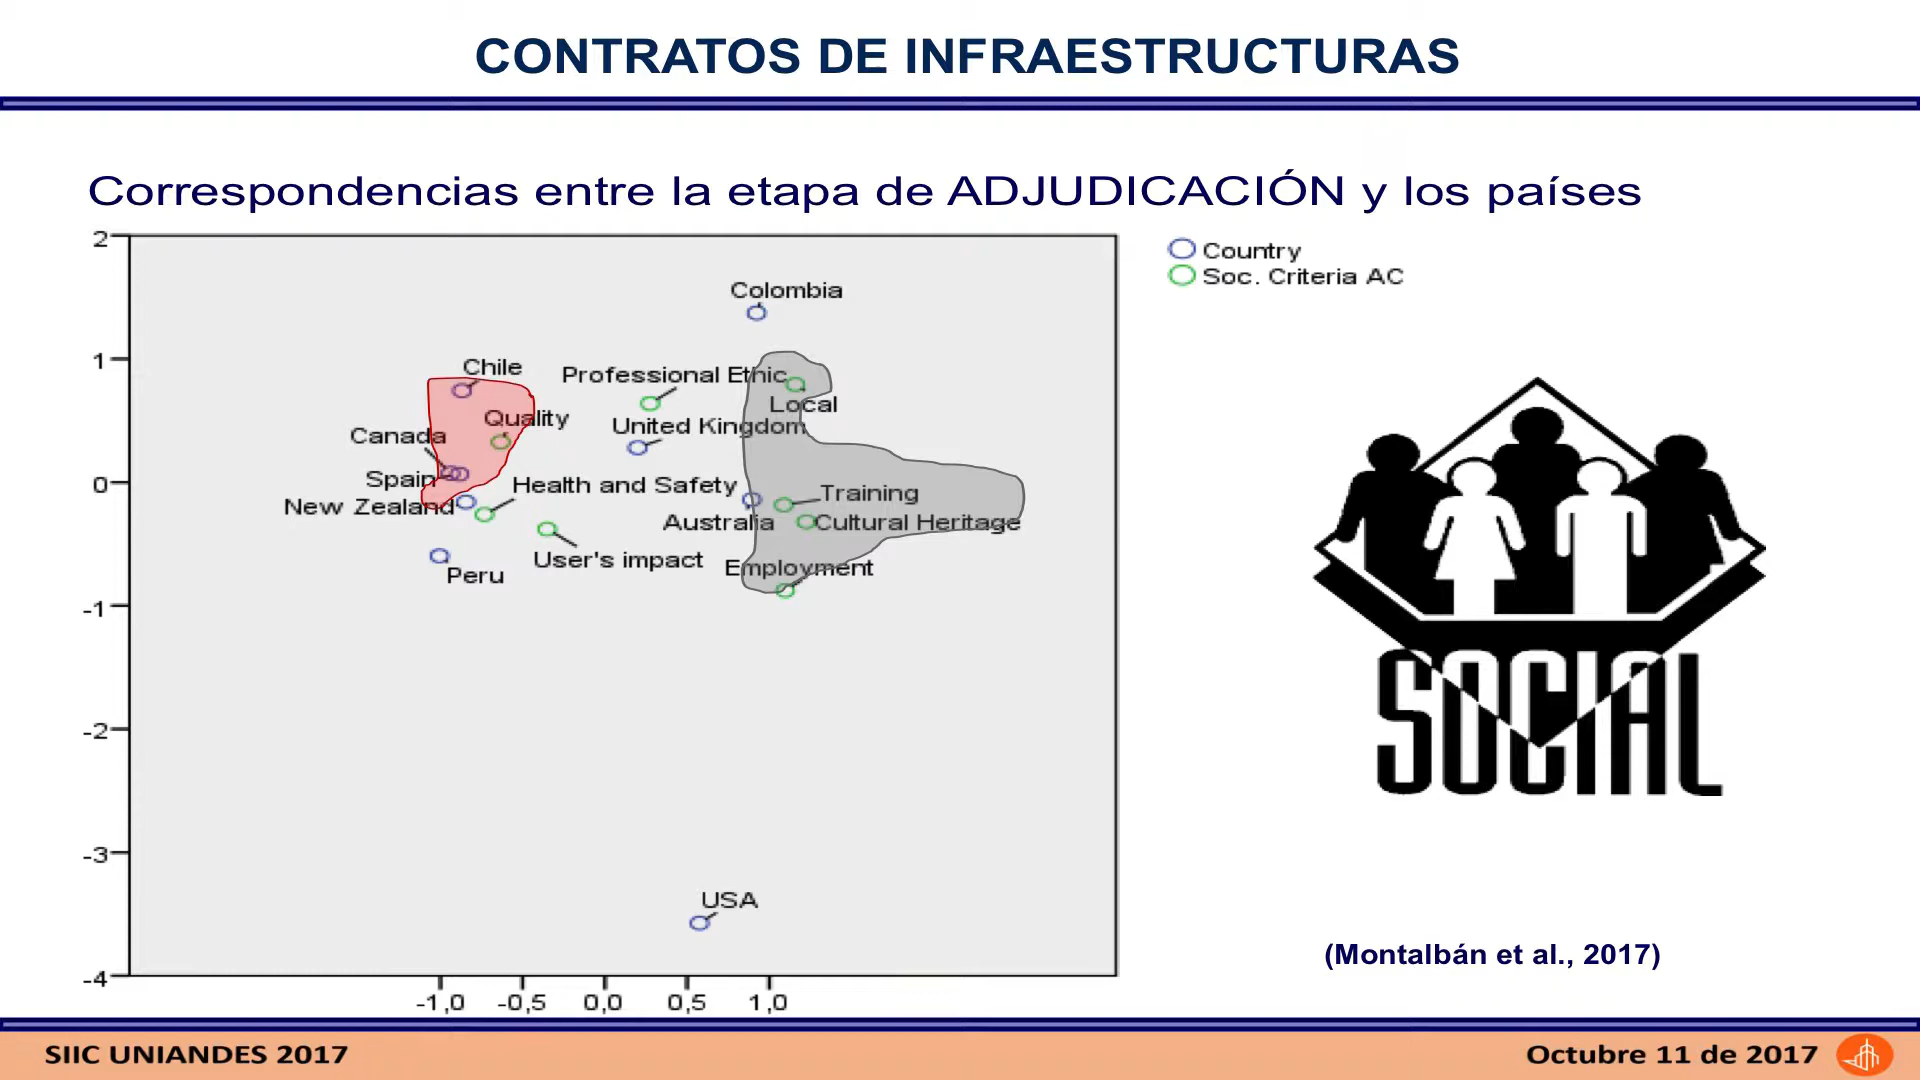 CONTRATOS DE INFRAESTRUCTURAS
Correspondencias entre la etapa de ADJUDICACIÓN y los países
2
1
0
-1
-2
-3
-4
-1,0 -0,5 0,0 0,5 1,0
Country
Soc. Criteria AC
Colombia
Chile
Professional Ethic
Local
Quality
United Kingdom
Canada
Spain
Health and Safety
New Zealand
Training
Australia
Cultural Heritage
User's impact
Employment
Peru
USA
SOCIAL
(Montalbán et al., 2017)
SIIC UNIANDES 2017
Octubre 11 de 2017